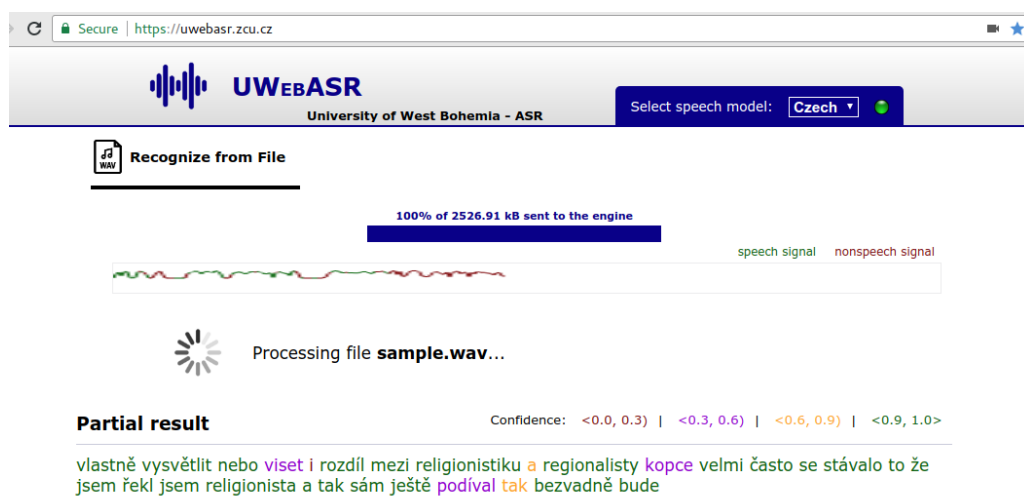 Secure | https://uwebasr.zcu.cz
UWebASR
University of West Bohemia - ASR
Select speech model: Czech
WAV
Recognize from File
100% of 2526.91 kB sent to the engine
speech signal nonspeech signal
Processing file sample.wav...
Partial result
Confidence: <0.0, 0.3) | <0.3, 0.6) | <0.6, 0.9) | <0.9, 1.0>
vlastně vysvětlit nebo viset i rozdíl mezi religionistiku a regionalisty kopce velmi často se stávalo to že
jsem řekl jsem religionista a tak sám ještě podíval tak bezvadně bude